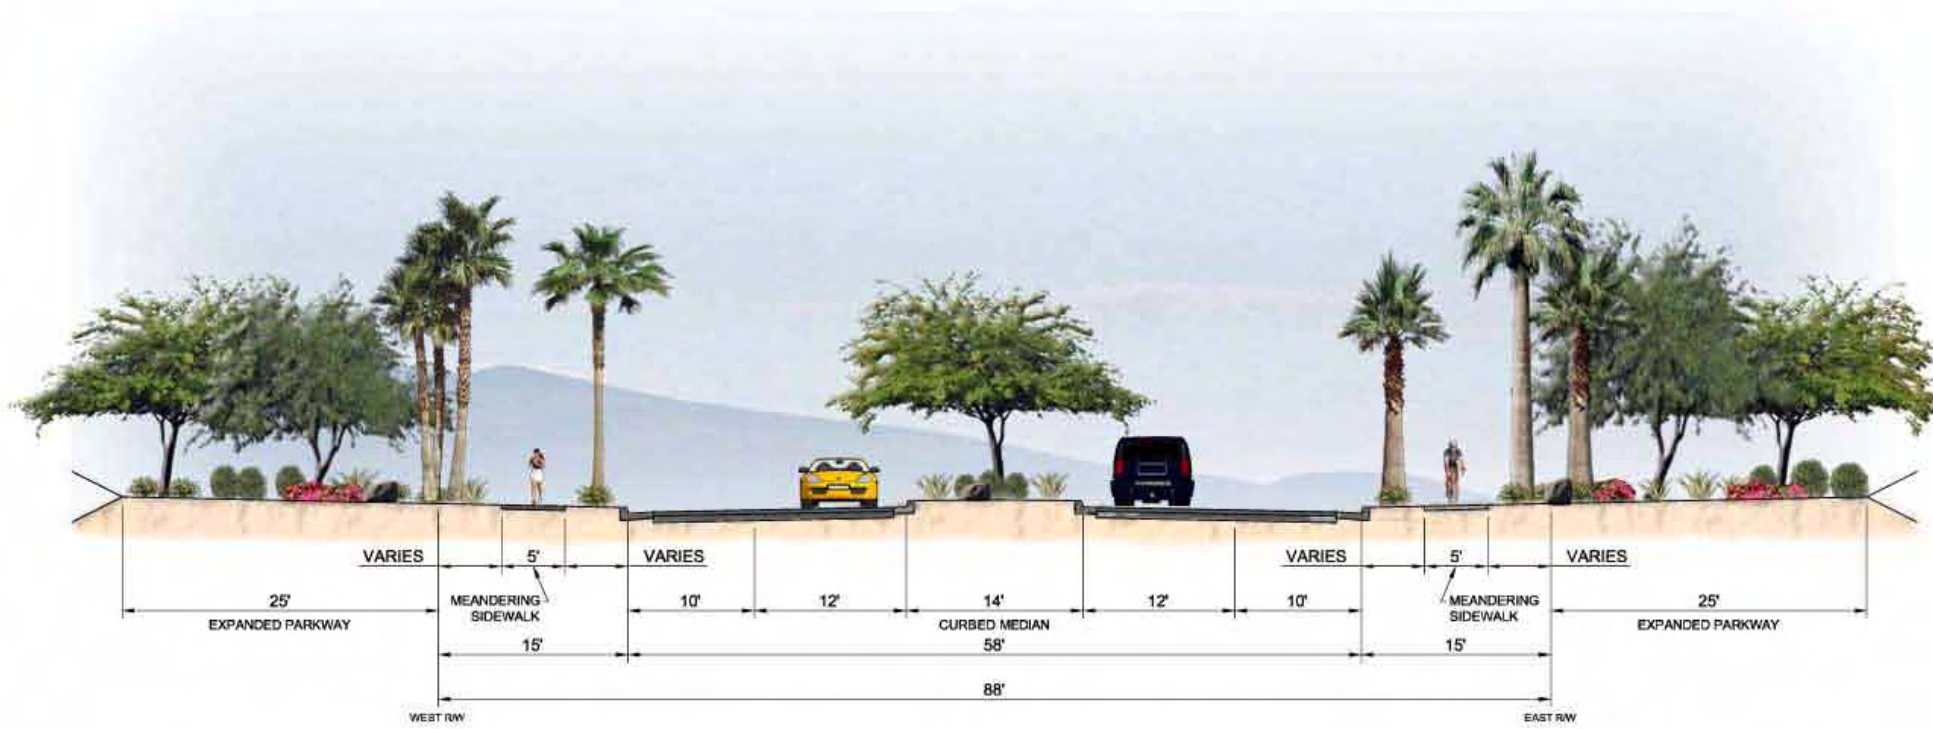 VARIES
5'
VARIES
VARIES
5'
VARIES
25'
EXPANDED PARKWAY
MEANDERING
SIDEWALK
10'
12'
14'
CURBED MEDIAN
12'
10'
MEANDERING
SIDEWALK
25'
EXPANDED PARKWAY
15'
58'
15'
88'
WEST R/W
EAST R/W